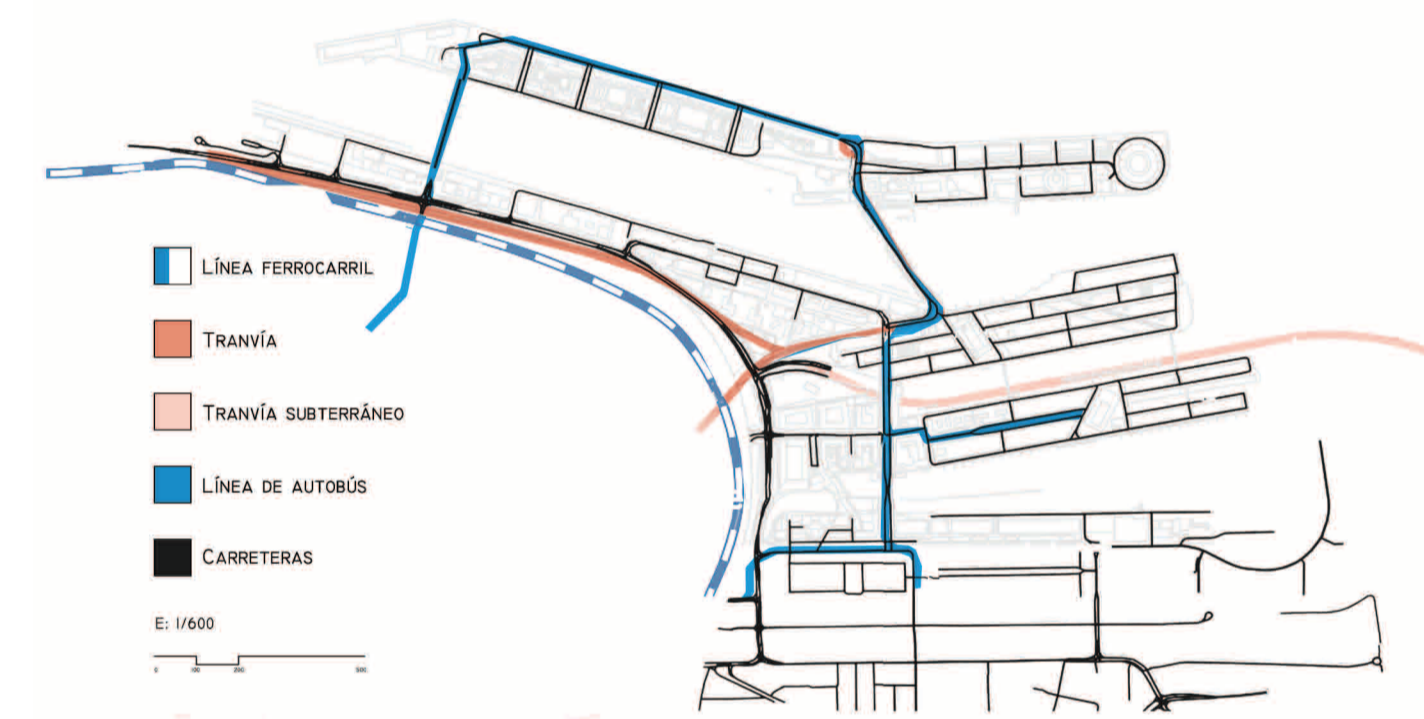 LÍNEA FERROCARRIL
TRANVÍA
TRANVÍA SUBTERRÁNEO
LÍNEA DE AUTOBÚS
CARRETERAS
E: 1/600
0 100 200 500